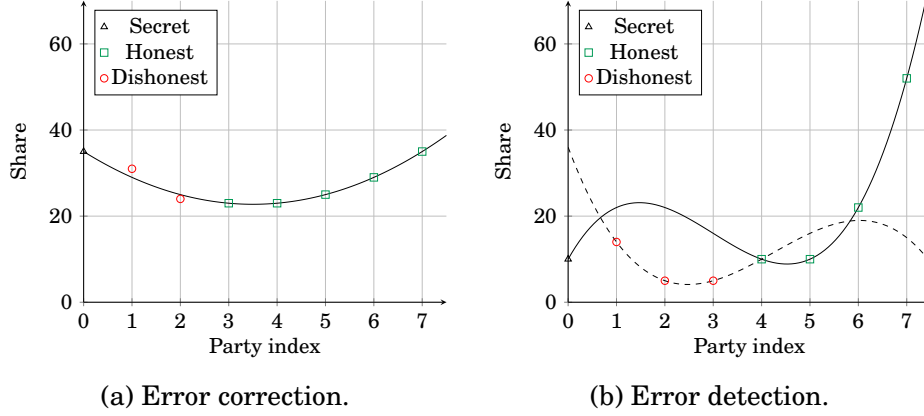 60
40
20
0
Share
Secret
Honest
Dishonest
0 1 2 3 4 5 6 7
Party index
(a) Error correction.
60
40
20
0
Share
Secret
Honest
Dishonest
0 1 2 3 4 5 6 7
Party index
(b) Error detection.